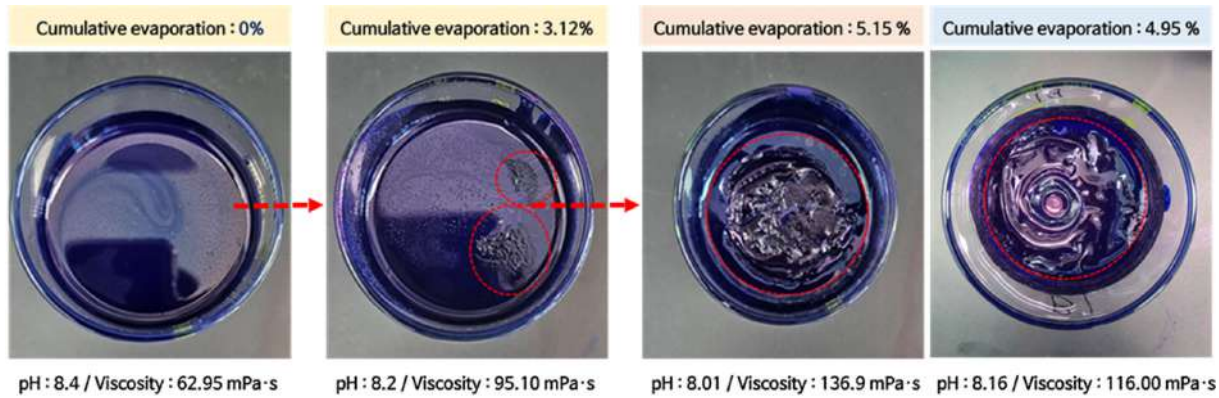 Cumulative evaporation : 0%
Cumulative evaporation : 3.12%
Cumulative evaporation : 5.15 %
Cumulative evaporation : 4.95 %
pH : 8.4 / Viscosity : 62.95 mPa·s
pH : 8.2 / Viscosity : 95.10 mPa·s
pH : 8.01 / Viscosity : 136.9 mPa·s
pH : 8.16 / Viscosity : 116.00 mPa·s